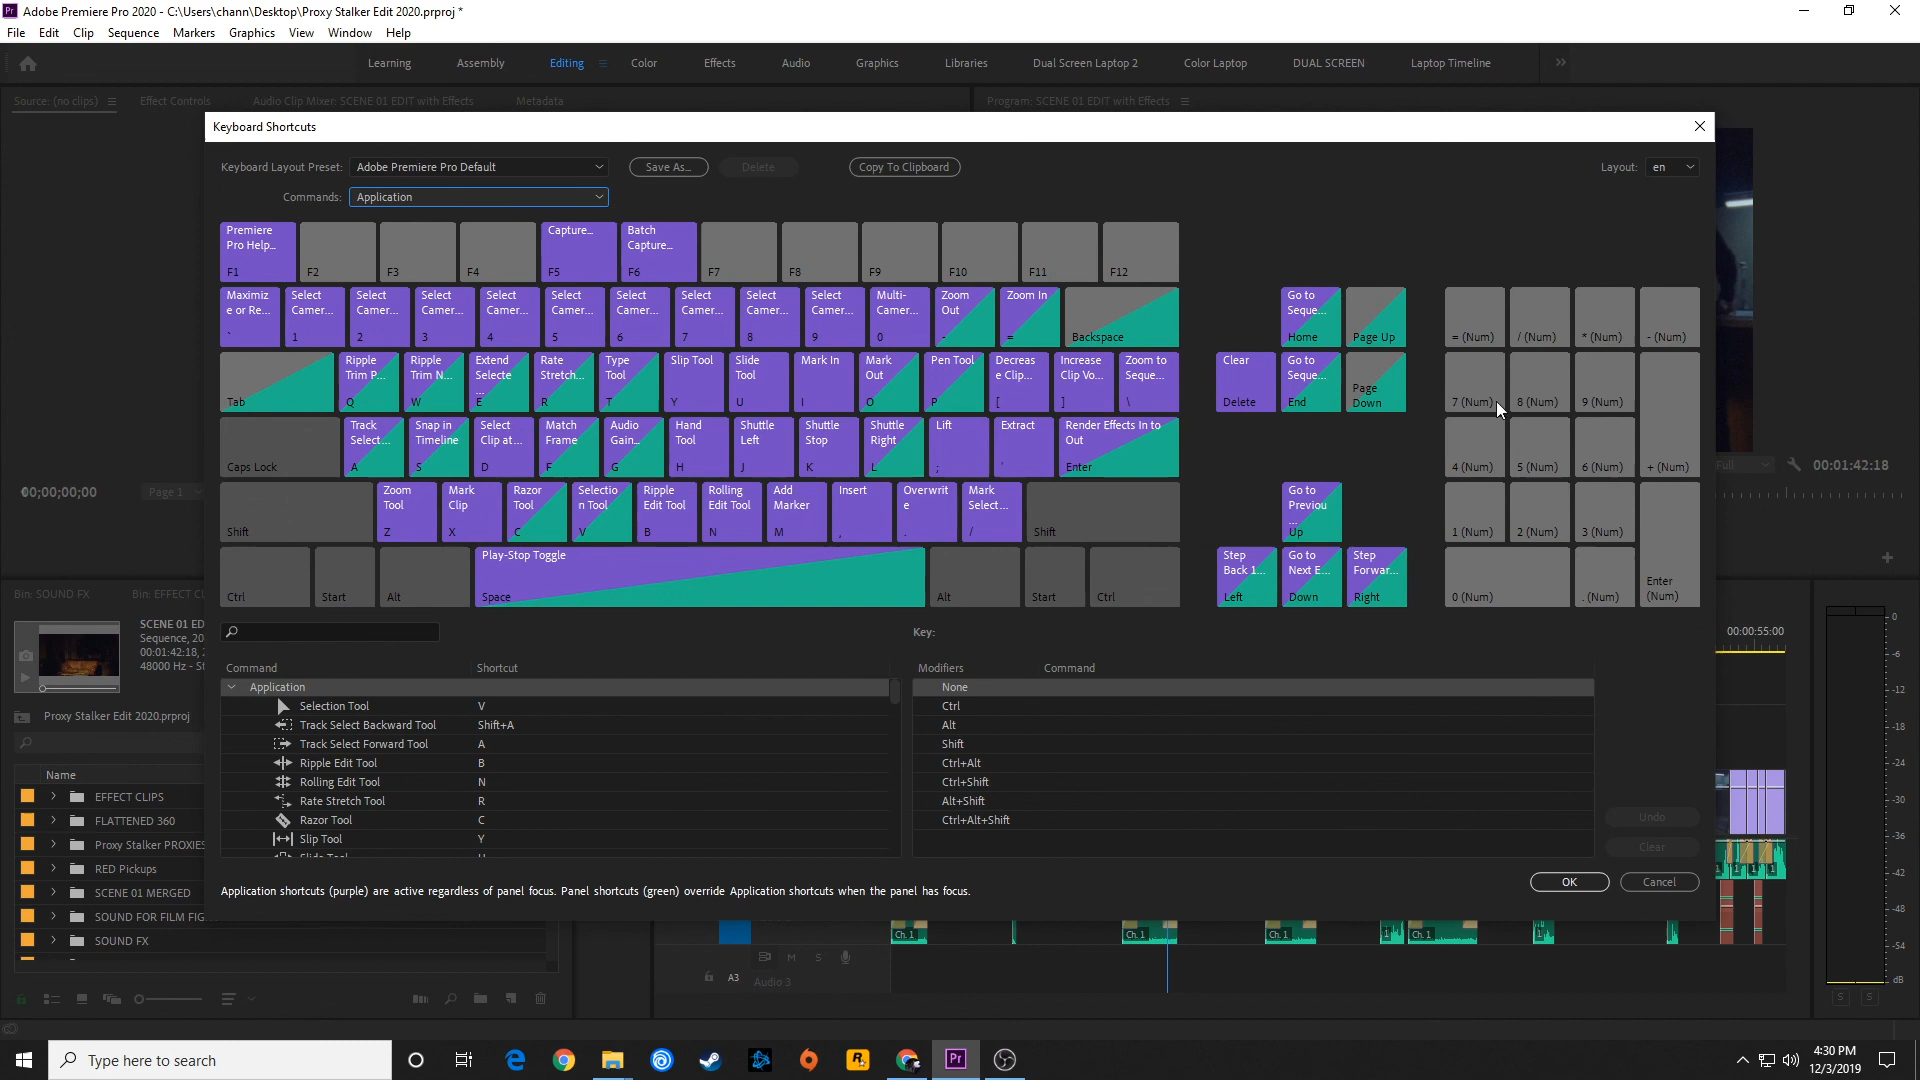 Pr Adobe Premiere Pro 2020 - C:\Users\chann\Desktop\Proxy Stalker Edit 2020.prproj *
File Edit Clip Sequence Markers Graphics View Window Help
Learning Assembly Editing Color Effects Audio Graphics Libraries Dual Screen Laptop 2 Color Laptop DUAL SCREEN Laptop Timeline
Source: (no clips) Effect Controls Audio Clip Mixer: SCENE 01 EDIT with Effects Metadata Program: SCENE 01 EDIT with Effects
Keyboard Shortcuts
Keyboard Layout Preset: Adobe Premiere Pro Default Save As... Delete Copy To Clipboard Layout: en
Commands: Application
Premiere Capture... Batch
Pro Help... Capture...
F1 F2 F3 F4 F5 F6 F7 F8 F9 F10 F11 F12
Maximiz Select Select Select Select Select Select Select Select Select Multi- Zoom Zoom In Go to
e or Re... Camer... Camer... Camer... Camer... Camer... Camer... Camer... Camer... Camer... Camer... Out Seque...
` 1 2 3 4 5 6 7 8 9 0 - = Backspace Home Page Up = (Num) / (Num) * (Num) - (Num)
Ripple Ripple Extend Rate Type Slip Tool Slide Mark In Mark Pen Tool Decreas Increase Zoom to Clear Go to
Trim P... Trim N... Selecte Stretch... Tool Tool Out e Clip... Clip Vo... Seque... Seque... Page
...
Tab Q W E R T Y U I O P [ ] \ Delete End Down 7 (Num) 8 (Num) 9 (Num)
Track Snap in Select Match Audio Hand Shuttle Shuttle Shuttle Lift Extract Render Effects In to
Select... Timeline Clip at... Frame Gain... Tool Left Stop Right Out
Caps Lock A S D F G H J K L ; ' Enter 4 (Num) 5 (Num) 6 (Num) + (Num)
Full 00:01:42:18
00;00;00;00 Page 1
Zoom Mark Razor Selectio Ripple Rolling Add Insert Overwrit Mark Go to
Tool Clip Tool n Tool Edit Tool Edit Tool Marker e Select... Previou
...
Shift Z X C V B N M , . / Shift Up 1 (Num) 2 (Num) 3 (Num)
Play-Stop Toggle Step Go to Step
Back 1... Next E... Forwar...
Ctrl Start Alt Space Alt Start Ctrl Left Down Right 0 (Num) . (Num) Enter
(Num)
Bin: SOUND FX Bin: EFFECT CL
SCENE 01 ED
Sequence, 20
00:01:42:18, 2
48000 Hz - St
Key:
00:00:55:00
Command Shortcut Modifiers Command
Application None
Selection Tool V Ctrl
Track Select Backward Tool Shift+A Alt
Track Select Forward Tool A Shift
Ripple Edit Tool B Ctrl+Alt
Rolling Edit Tool N Ctrl+Shift
Rate Stretch Tool R Alt+Shift
Razor Tool C Ctrl+Alt+Shift
Slip Tool Y
Slide Tool U
Undo
Clear
Application shortcuts (purple) are active regardless of panel focus. Panel shortcuts (green) override Application shortcuts when the panel has focus.
OK Cancel
Proxy Stalker Edit 2020.prproj
Name
EFFECT CLIPS
FLATTENED 360
Proxy Stalker PROXIES
RED Pickups
SCENE 01 MERGED
SOUND FOR FILM FIG
SOUND FX
Ch. 1 Ch. 1 Ch. 1 1 Ch. 1 1
M S
A3 Audio 3
0
-6
-12
-18
-24
-30
-36
-42
-48
-54
dB
S S
Type here to search
Pr
4:30 PM
12/3/2019